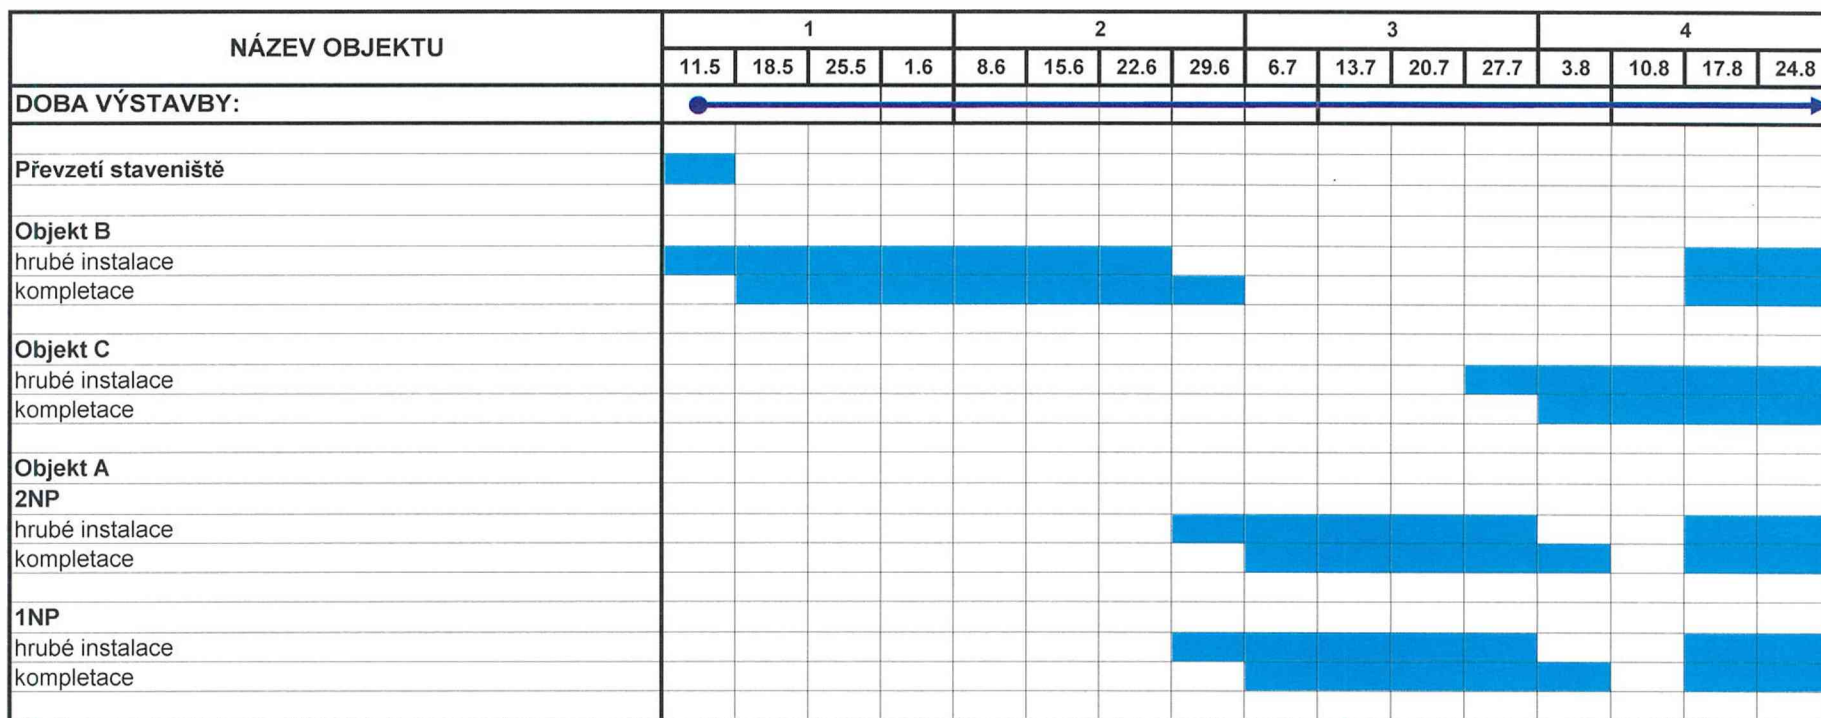 NÁZEV OBJEKTU
1 2 3 4
11.5 18.5 25.5 1.6 8.6 15.6 22.6 29.6 6.7 13.7 20.7 27.7 3.8 10.8 17.8 24.8
DOBA VÝSTAVBY:
Převzetí staveniště
Objekt B
hrubé instalace
kompletace
Objekt C
hrubé instalace
kompletace
Objekt A
2NP
hrubé instalace
kompletace
1NP
hrubé instalace
kompletace